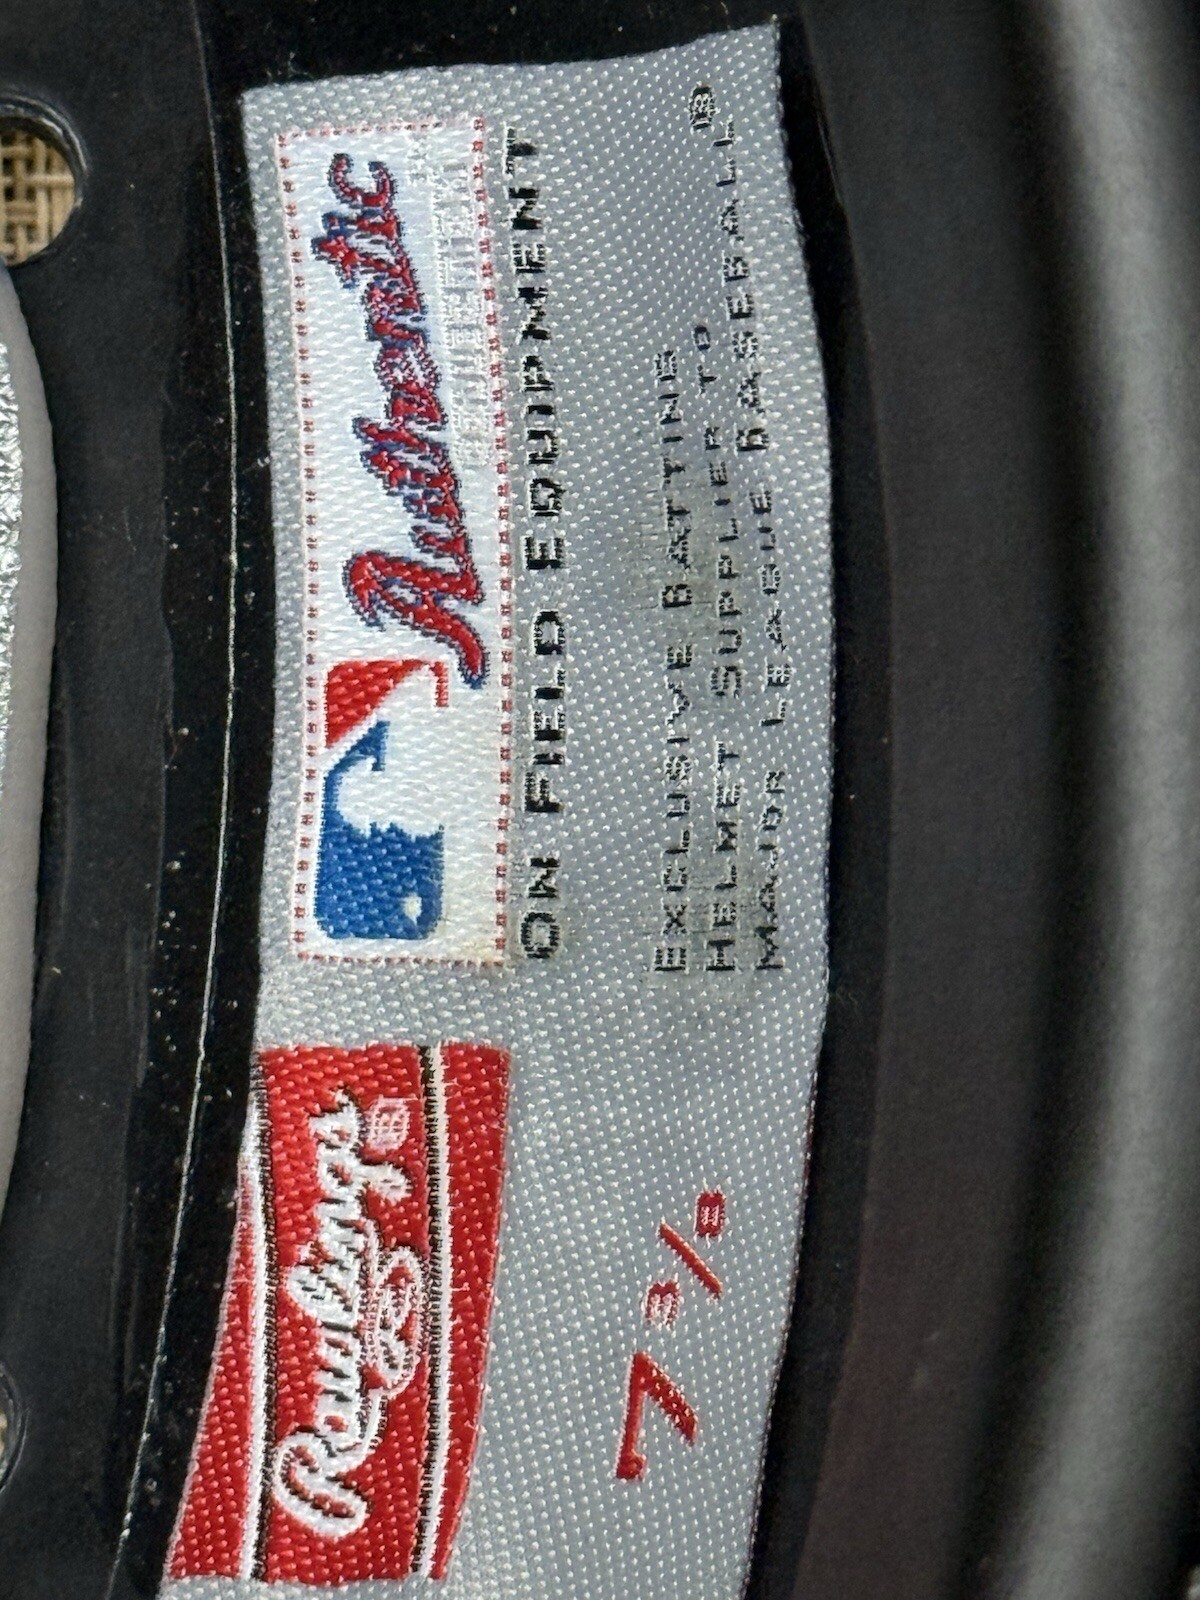 Rawlings®
Authentic
ON FIELD EQUIPMENT
7 3/8
EXCLUSIVE BATTING
HELMET SUPPLIER TO
MAJOR LEAGUE BASEBALL®